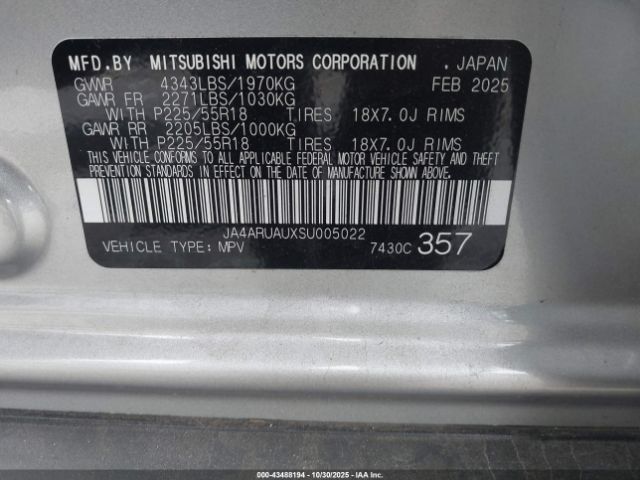 MFD.BY MITSUBISHI MOTORS CORPORATION . JAPAN
GVWR 4343LBS/1970KG FEB 2025
GAWR FR 2271LBS/1030KG
WITH P225/55R18 TIRES 18X7.0J RIMS
GAWR RR 2205LBS/1000KG
WITH P225/55R18 TIRES 18X7.0J RIMS
THIS VEHICLE CONFORMS TO ALL APPLICABLE FEDERAL MOTOR VEHICLE SAFETY AND THEFT
PREVENTION STANDARDS IN EFFECT ON THE DATE OF MANUFACTURE SHOWN ABOVE.
JA4ARUAUXSU005022
VEHICLE TYPE: MPV 7430C 357
000-43488194 | 10/30/2025 | IAA Inc.